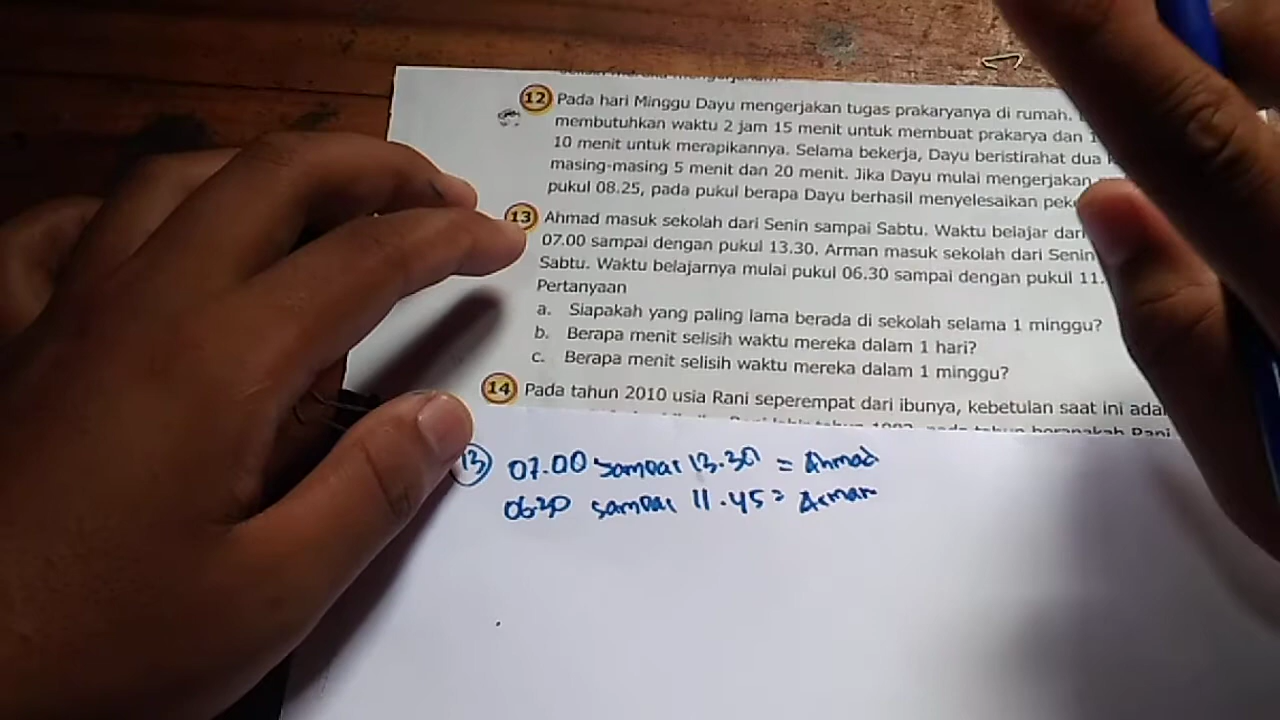 12 Pada hari Minggu Dayu mengerjakan tugas prakaryanya di rumah.
membutuhkan waktu 2 jam 15 menit untuk membuat prakarya dan 1
10 menit untuk merapikannya. Selama bekerja, Dayu beristirahat dua
masing-masing 5 menit dan 20 menit. Jika Dayu mulai mengerjakan
pukul 08.25, pada pukul berapa Dayu berhasil menyelesaikan
13 Ahmad masuk sekolah dari Senin sampai Sabtu. Waktu belajar dari
07.00 sampai dengan pukul 13.30. Arman masuk sekolah dari Senin
Sabtu. Waktu belajarnya mulai pukul 06.30 sampai dengan pukul 11.
Pertanyaan
a. Siapakah yang paling lama berada di sekolah selama 1 minggu?
b. Berapa menit selisih waktu mereka dalam 1 hari?
c. Berapa menit selisih waktu mereka dalam 1 minggu?
14 Pada tahun 2010 usia Rani seperempat dari ibunya, kebetulan saat ini
13 07.00 sampai 13.30 = Ahmad
06.30 sampai 11.45 = Arman